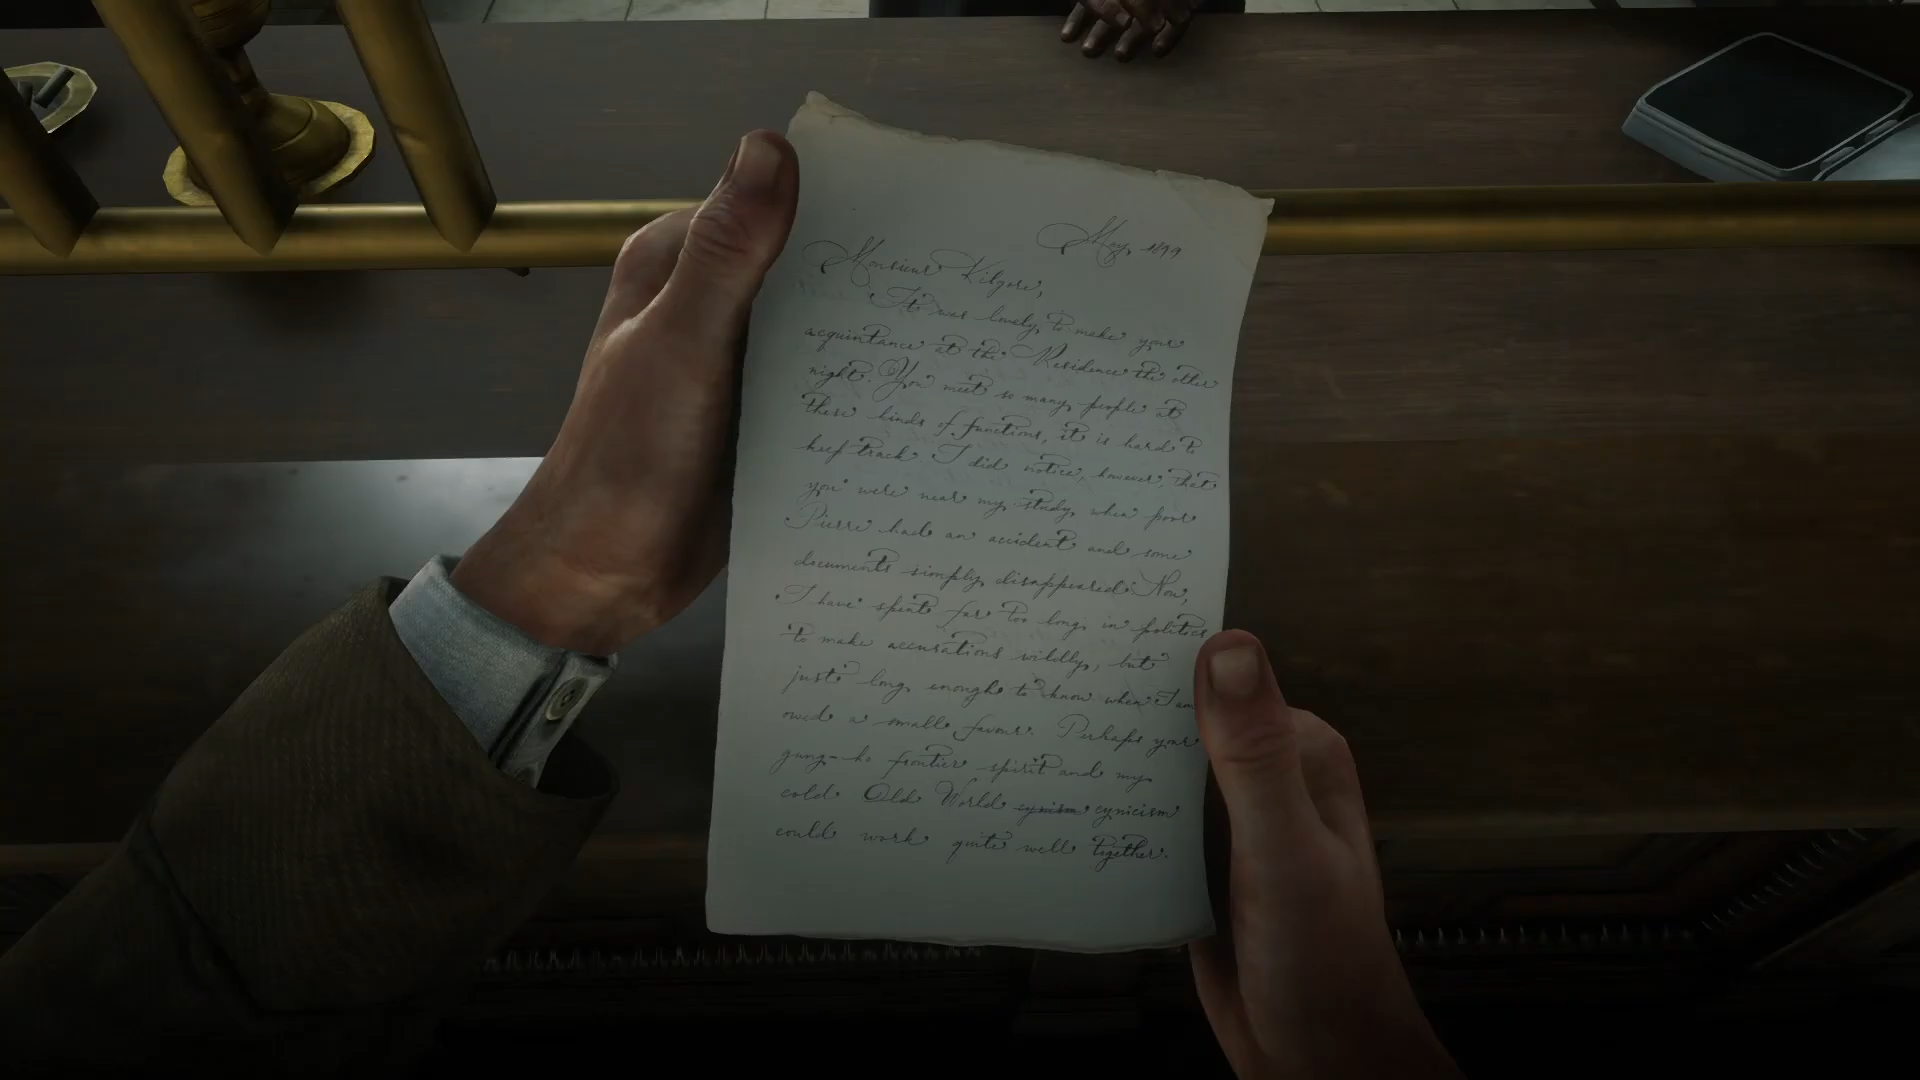 May, 1899
Monsieur Kilgore,
It was lovely to make your
acquintance at the Residence the other
night. You meet so many people at
these kinds of functions, it is hard to
keep track. I did notice, however, that
you were near my study, when poor
Pierre had an accident and some
documents simply disappeared. Now,
I have spent far too long in politics
to make accusations wildly, but
just long enough to know when I am
owed a small favour. Perhaps your
gung-ho frontier spirit and my
cold Old World cynism cynicism
could work quite well together.